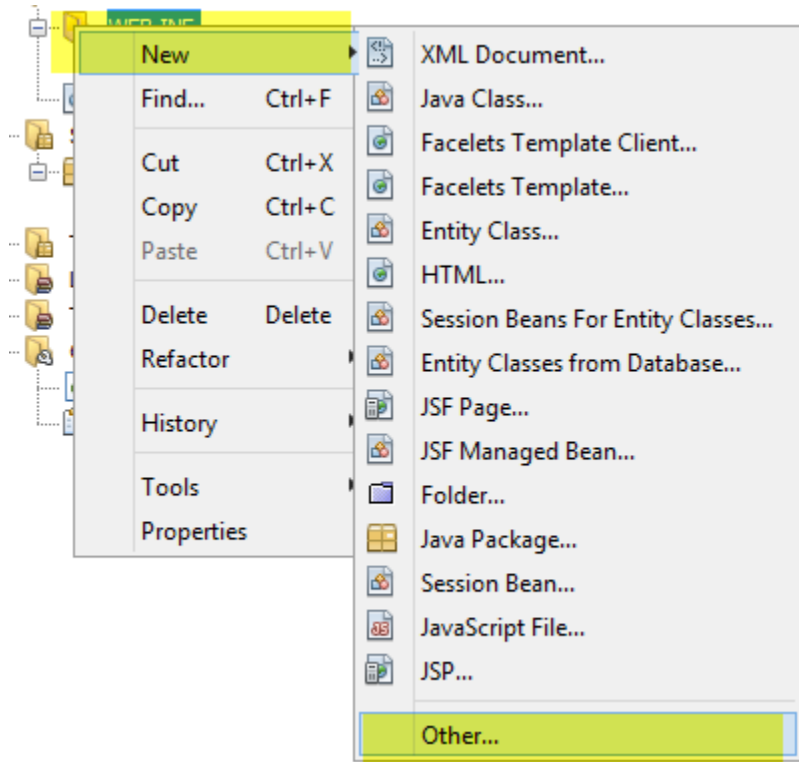 WEB-INF
New
Find... Ctrl+F
Cut Ctrl+X
Copy Ctrl+C
Paste Ctrl+V
Delete Delete
Refactor
History
Tools
Properties
XML Document...
Java Class...
Facelets Template Client...
Facelets Template...
Entity Class...
HTML...
Session Beans For Entity Classes...
Entity Classes from Database...
JSF Page...
JSF Managed Bean...
Folder...
Java Package...
Session Bean...
JavaScript File...
JSP...
Other...